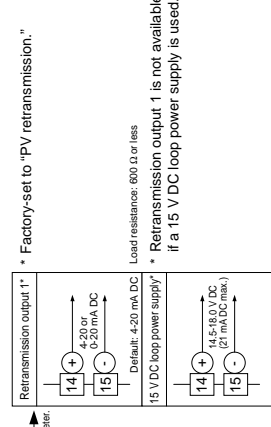 Retransmission output 1*
14
+
4-20 or
0-20 mA DC
15
-
Default: 4-20 mA DC
15 V DC loop power supply*
14
+
14.5-18.0 V DC
(21 mA DC max.)
15
-
* Factory-set to “PV retransmission.”
Load resistance: 600 Ω or less
* Retransmission output 1 is not available
if a 15 V DC loop power supply is used.
eter.